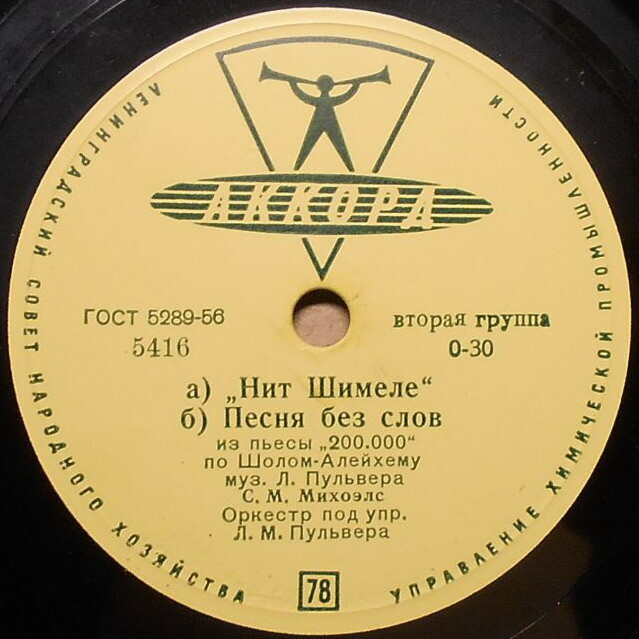 ЛЕНИНГРАДСКИЙ СОВЕТ НАРОДНОГО ХОЗЯЙСТВА
УПРАВЛЕНИЕ ХИМИЧЕСКОЙ ПРОМЫШЛЕННОСТИ
АККОРД
ГОСТ 5289-56
5416
вторая группа
0-30
а) „Нит Шимеле“
б) Песня без слов
из пьесы „200.000“
по Шолом-Алейхему
муз. Л. Пульвера
С. М. Михоэлс
Оркестр под упр.
Л. М. Пульвера
78